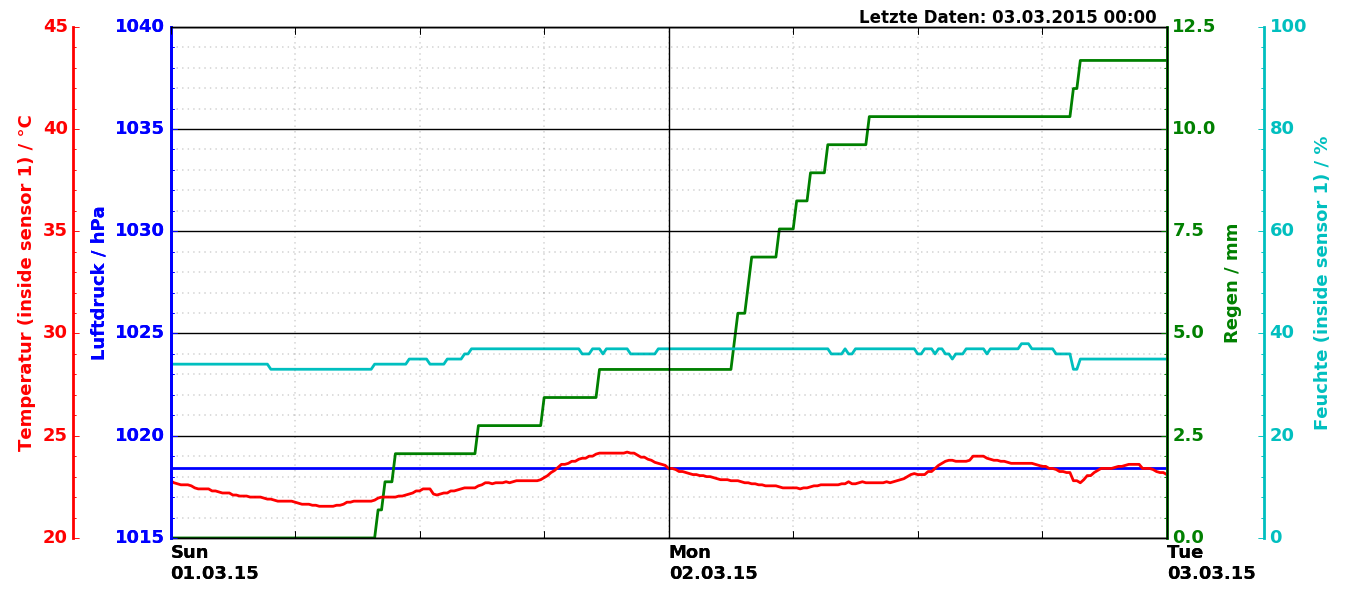 Letzte Daten: 03.03.2015 00:00
45 1040 12.5 100
40 1035 10.0 80
35 1030 7.5 60
30 1025 5.0 40
25 1020 2.5 20
20 1015 0.0 0
Temperatur (inside sensor 1) / °C
Luftdruck / hPa
Regen / mm
Feuchte (inside sensor 1) / %
Sun Mon Tue
01.03.15 02.03.15 03.03.15